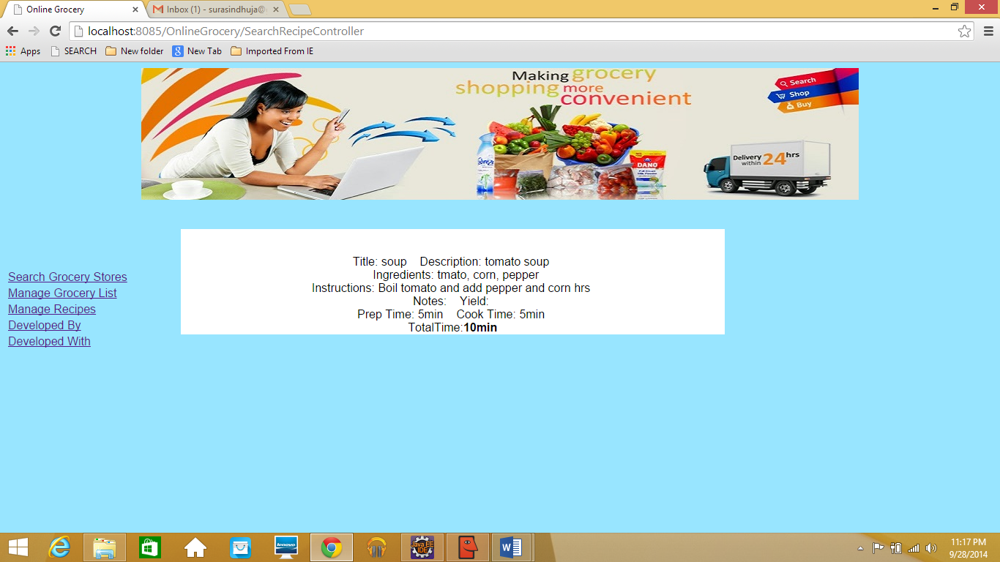 Online Grocery
Inbox (1) - surasindhuja@
localhost:8085/OnlineGrocery/SearchRecipeController
Apps SEARCH New folder New Tab Imported From IE
Making grocery
shopping more
convenient
Search
Shop
Buy
DANO
Delivery within 24hrs
Title: soup Description: tomato soup
Ingredients: tmato, corn, pepper
Instructions: Boil tomato and add pepper and corn hrs
Notes: Yield:
Prep Time: 5min Cook Time: 5min
TotalTime:10min
Search Grocery Stores
Manage Grocery List
Manage Recipes
Developed By
Developed With
lenovo
Java EE
IDE
W
11:17 PM
9/28/2014